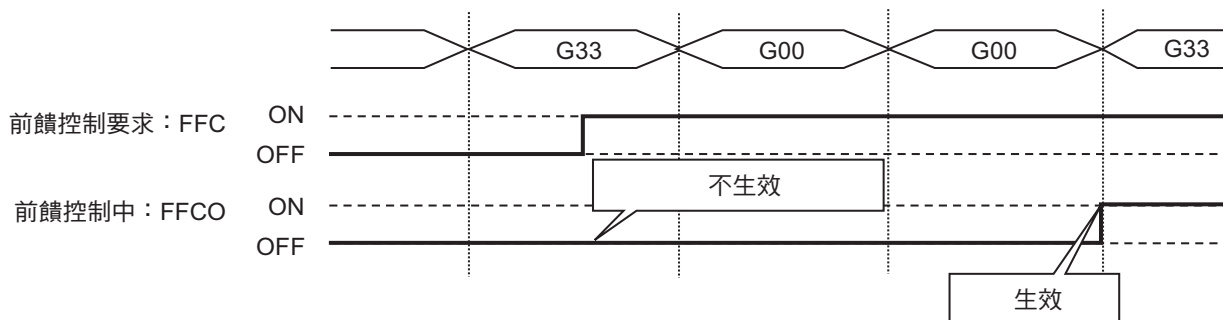 G33 G00 G00 G33
前饋控制要求：FFC ON
OFF
不生效
前饋控制中：FFCO ON
OFF
生效